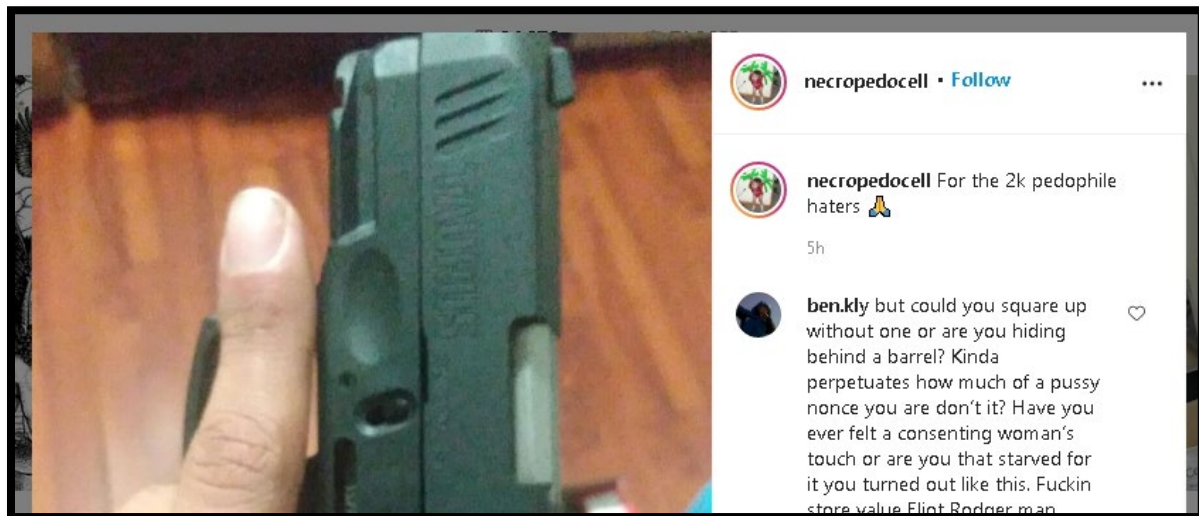 necropedocell • Follow
necropedocell For the 2k pedophile
haters 🙏
5h
ben.kly but could you square up
without one or are you hiding
behind a barrel? Kinda
perpetuates how much of a pussy
nonce you are don't it? Have you
ever felt a consenting woman's
touch or are you that starved for
it you turned out like this. Fuckin
store value Eliot Rodger man